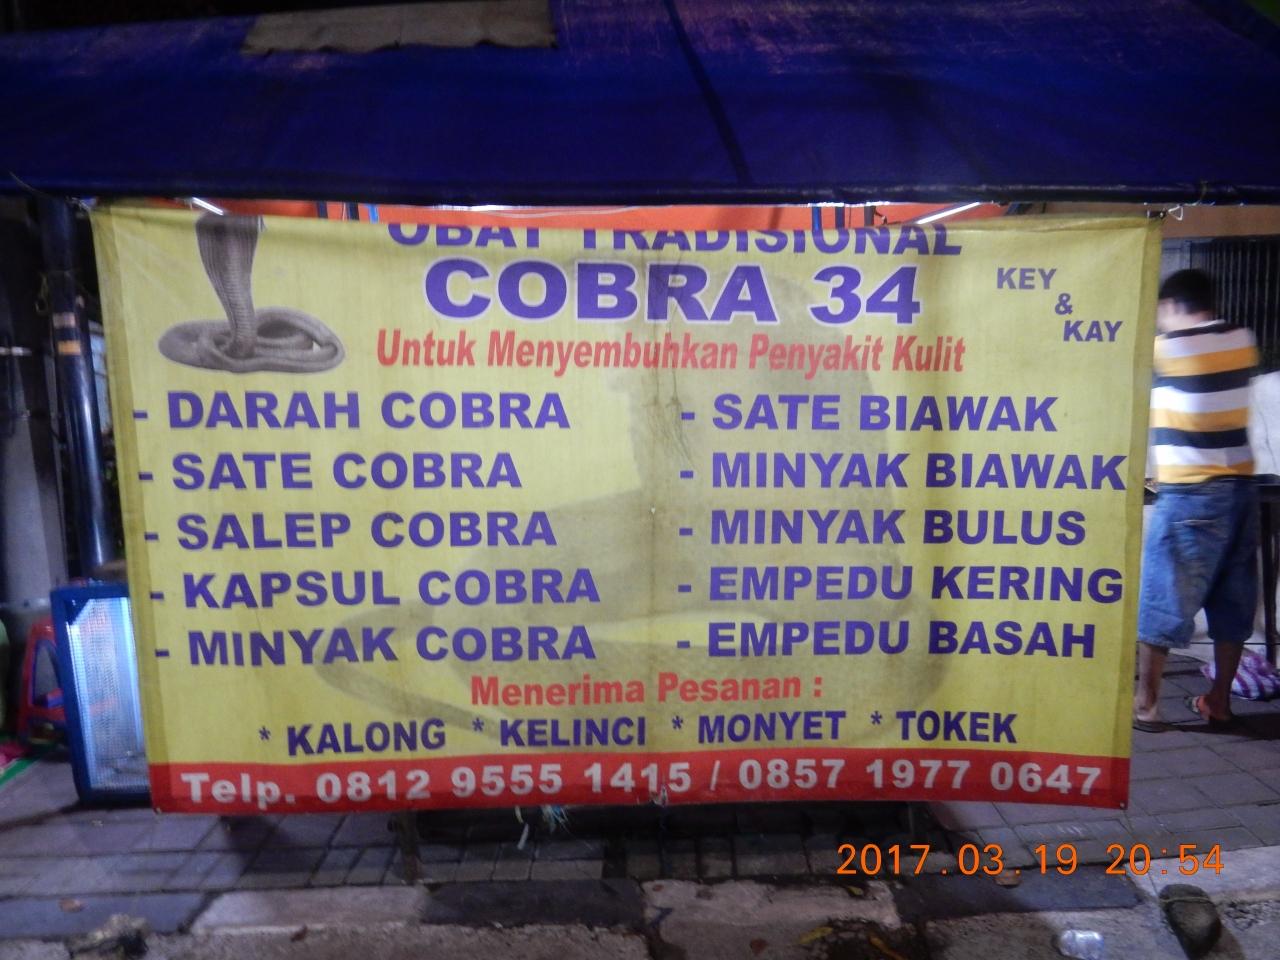 OBAT TRADISIONAL
COBRA 34
KEY
&
KAY
Untuk Menyembuhkan Penyakit Kulit
- DARAH COBRA
- SATE COBRA
- SALEP COBRA
- KAPSUL COBRA
- MINYAK COBRA
- SATE BIAWAK
- MINYAK BIAWAK
- MINYAK BULUS
- EMPEDU KERING
- EMPEDU BASAH
Menerima Pesanan :
* KALONG * KELINCI * MONYET * TOKEK
Telp. 0812 9555 1415 / 0857 1977 0647
2017.03.19 20:54